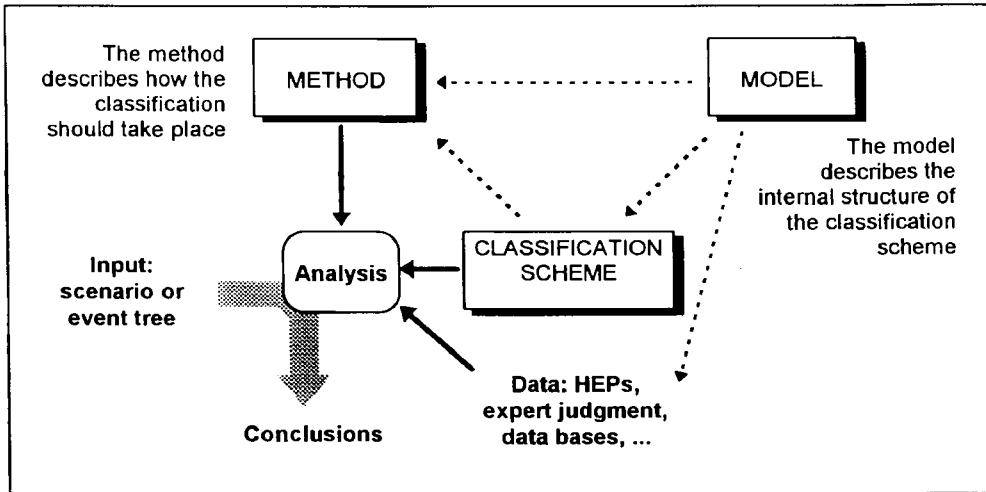 The method
describes how the
classification
should take place
METHOD
MODEL
The model
describes the
internal structure of
the classification
scheme
CLASSIFICATION
SCHEME
Analysis
Input:
scenario or
event tree
Data: HEPs,
expert judgment,
data bases, ...
Conclusions